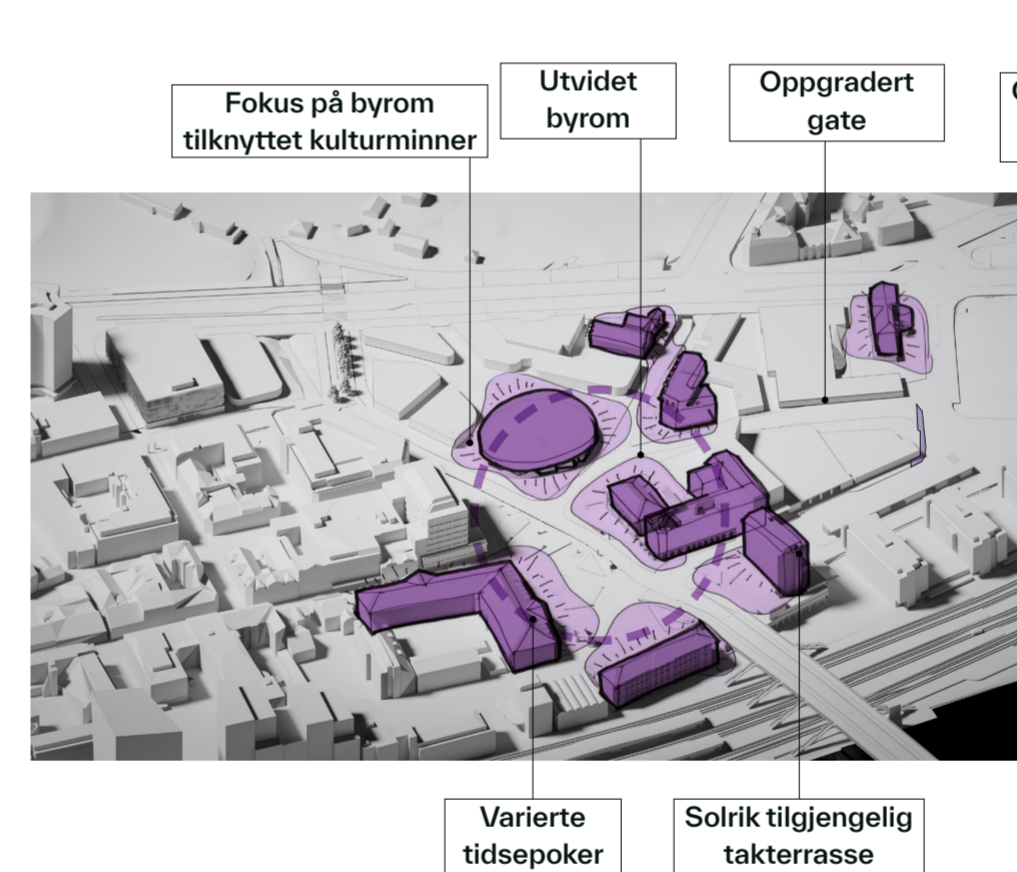 Fokus på byrom
tilknyttet kulturminner
Utvidet
byrom
Oppgradert
gate
Varierte
tidsepoker
Solrik tilgjengelig
takterrasse